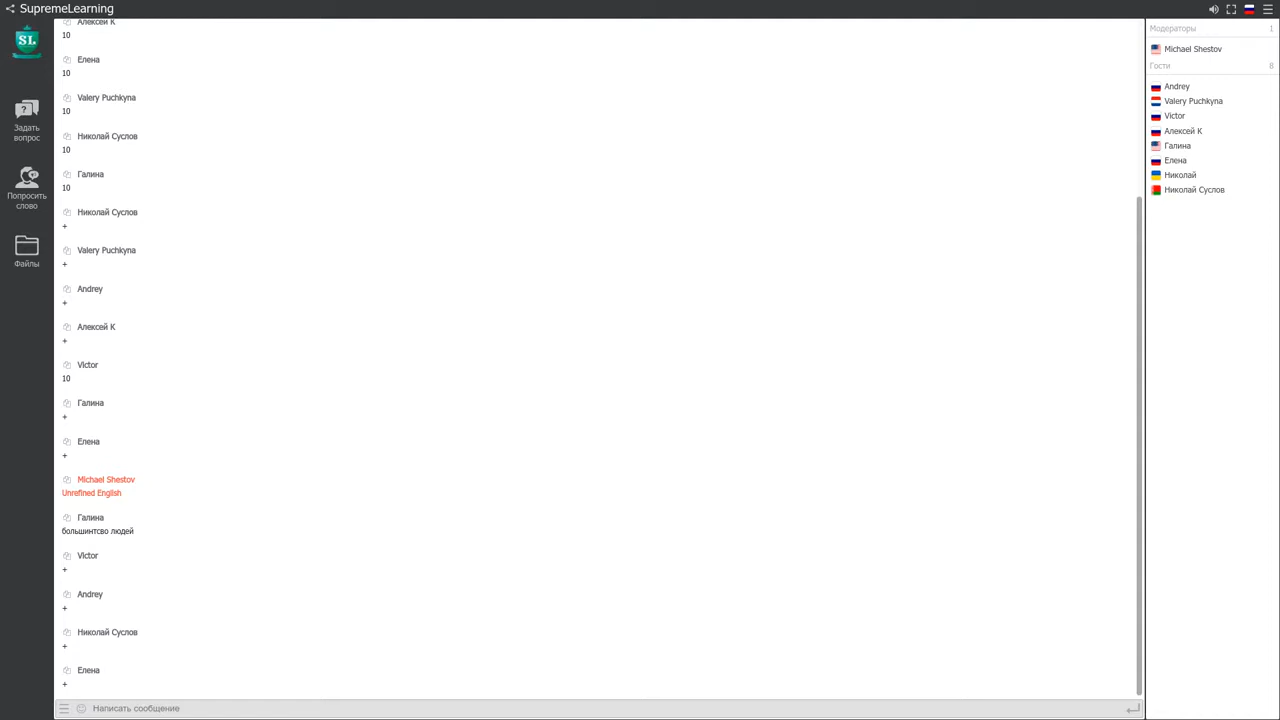 SupremeLearning
SL
Задать
вопрос
Попросить
слово
Файлы
Алексей К
10
Елена
10
Valery Puchkyna
10
Николай Суслов
10
Галина
10
Николай Суслов
+
Valery Puchkyna
+
Andrey
+
Алексей К
+
Victor
10
Галина
+
Елена
+
Michael Shestov
Unrefined English
Галина
большинтсво людей
Victor
+
Andrey
+
Николай Суслов
+
Елена
+
Написать сообщение
Модераторы 1
Michael Shestov
Гости 8
Andrey
Valery Puchkyna
Victor
Алексей К
Галина
Елена
Николай
Николай Суслов